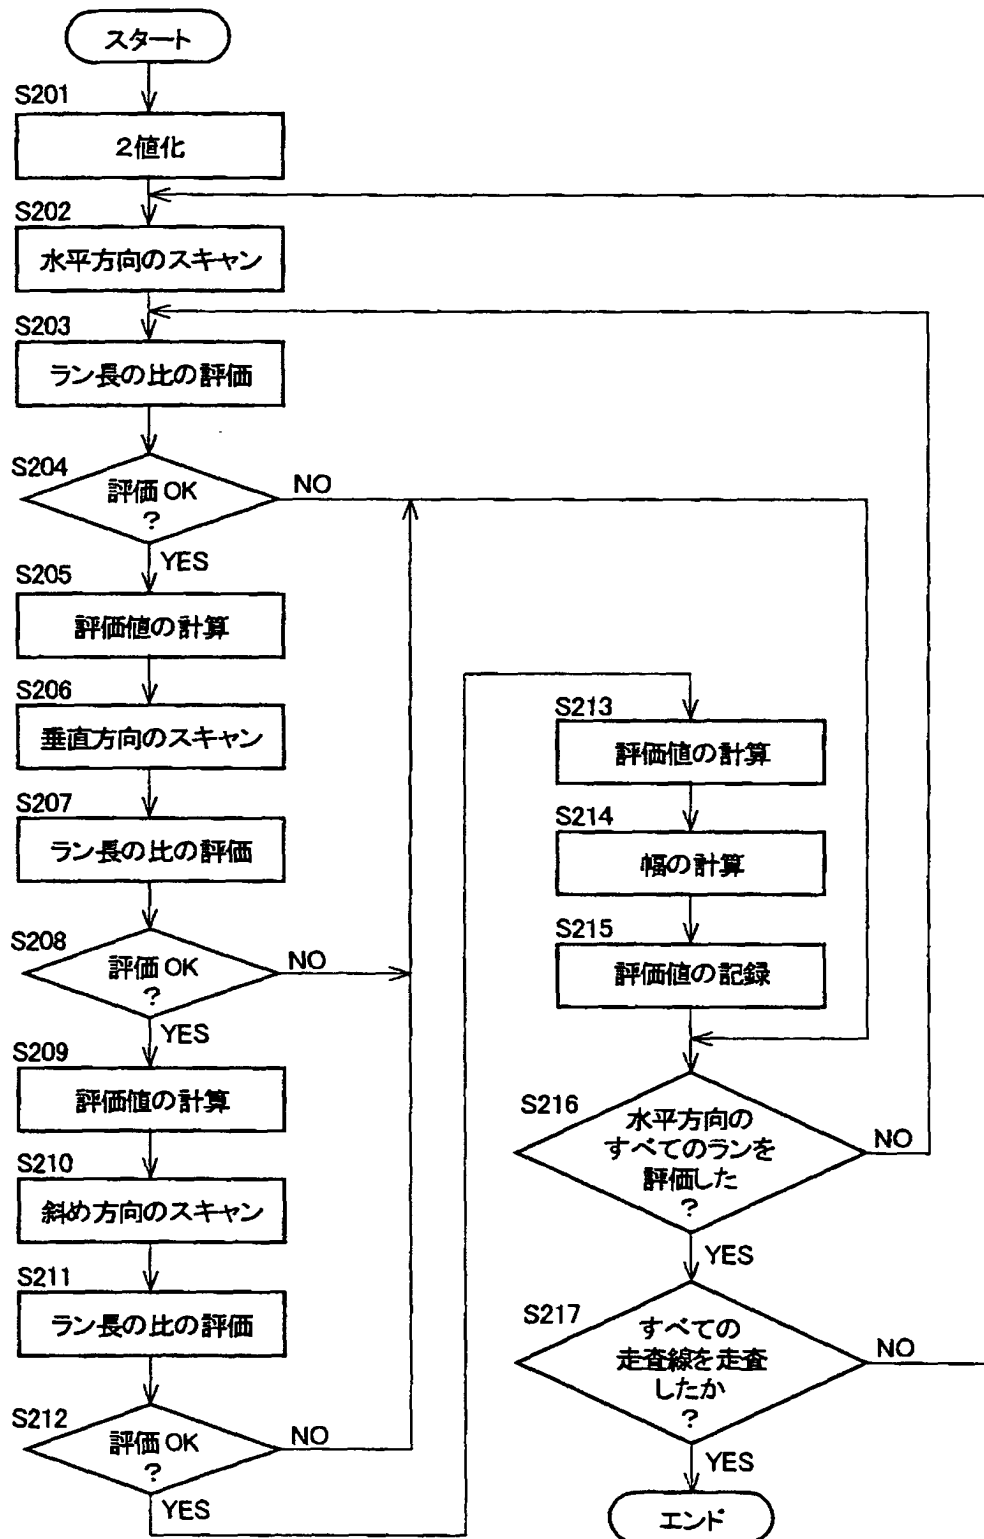 スタート
S201
2値化
S202
水平方向のスキャン
S203
ラン長の比の評価
S204
評価 OK
?
NO
YES
S205
評価値の計算
S206
垂直方向のスキャン
S207
ラン長の比の評価
S208
評価 OK
?
NO
YES
S209
評価値の計算
S210
斜め方向のスキャン
S211
ラン長の比の評価
S212
評価 OK
?
NO
YES
S213
評価値の計算
S214
幅の計算
S215
評価値の記録
S216
水平方向の
すべてのランを
評価した
?
NO
YES
S217
すべての
走査線を走査
したか
?
NO
YES
エンド